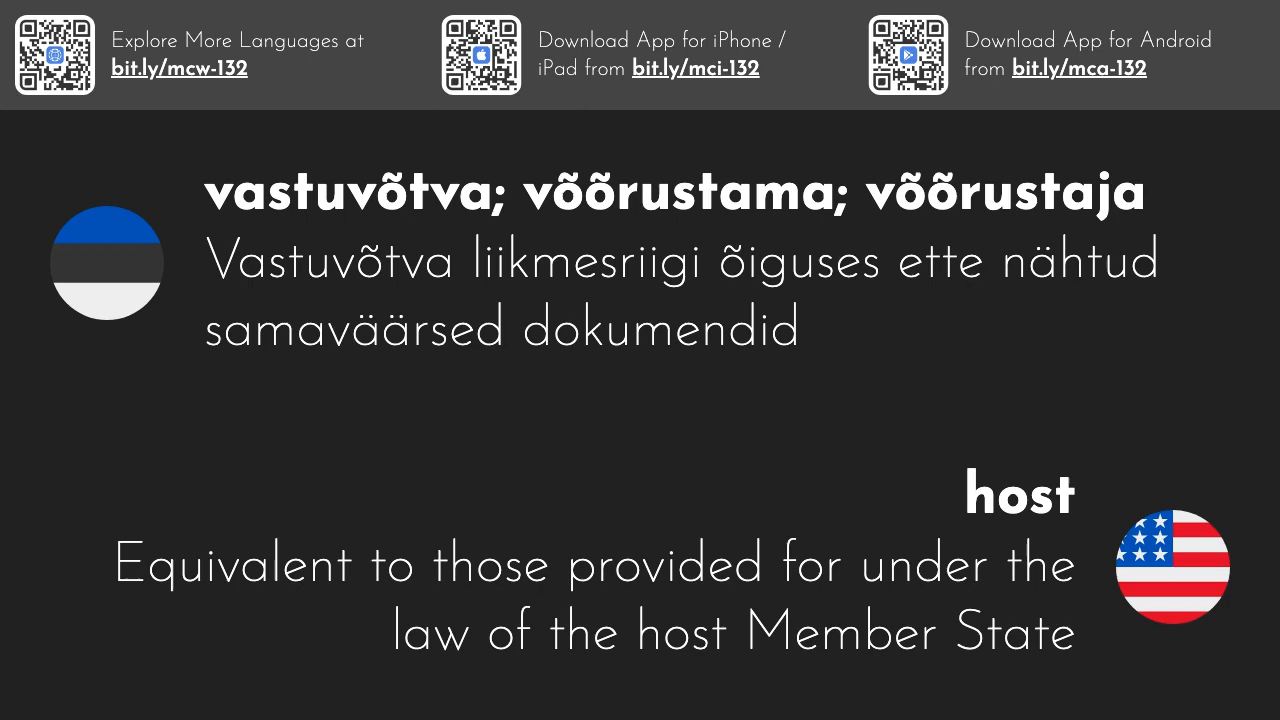 Explore More Languages at
bit.ly/mcw-132
Download App for iPhone /
iPad from bit.ly/mci-132
Download App for Android
from bit.ly/mca-132
vastuvõtva; võõrustama; võõrustaja
Vastuvõtva liikmesriigi õiguses ette nähtud
samaväärsed dokumendid
host
Equivalent to those provided for under the
law of the host Member State